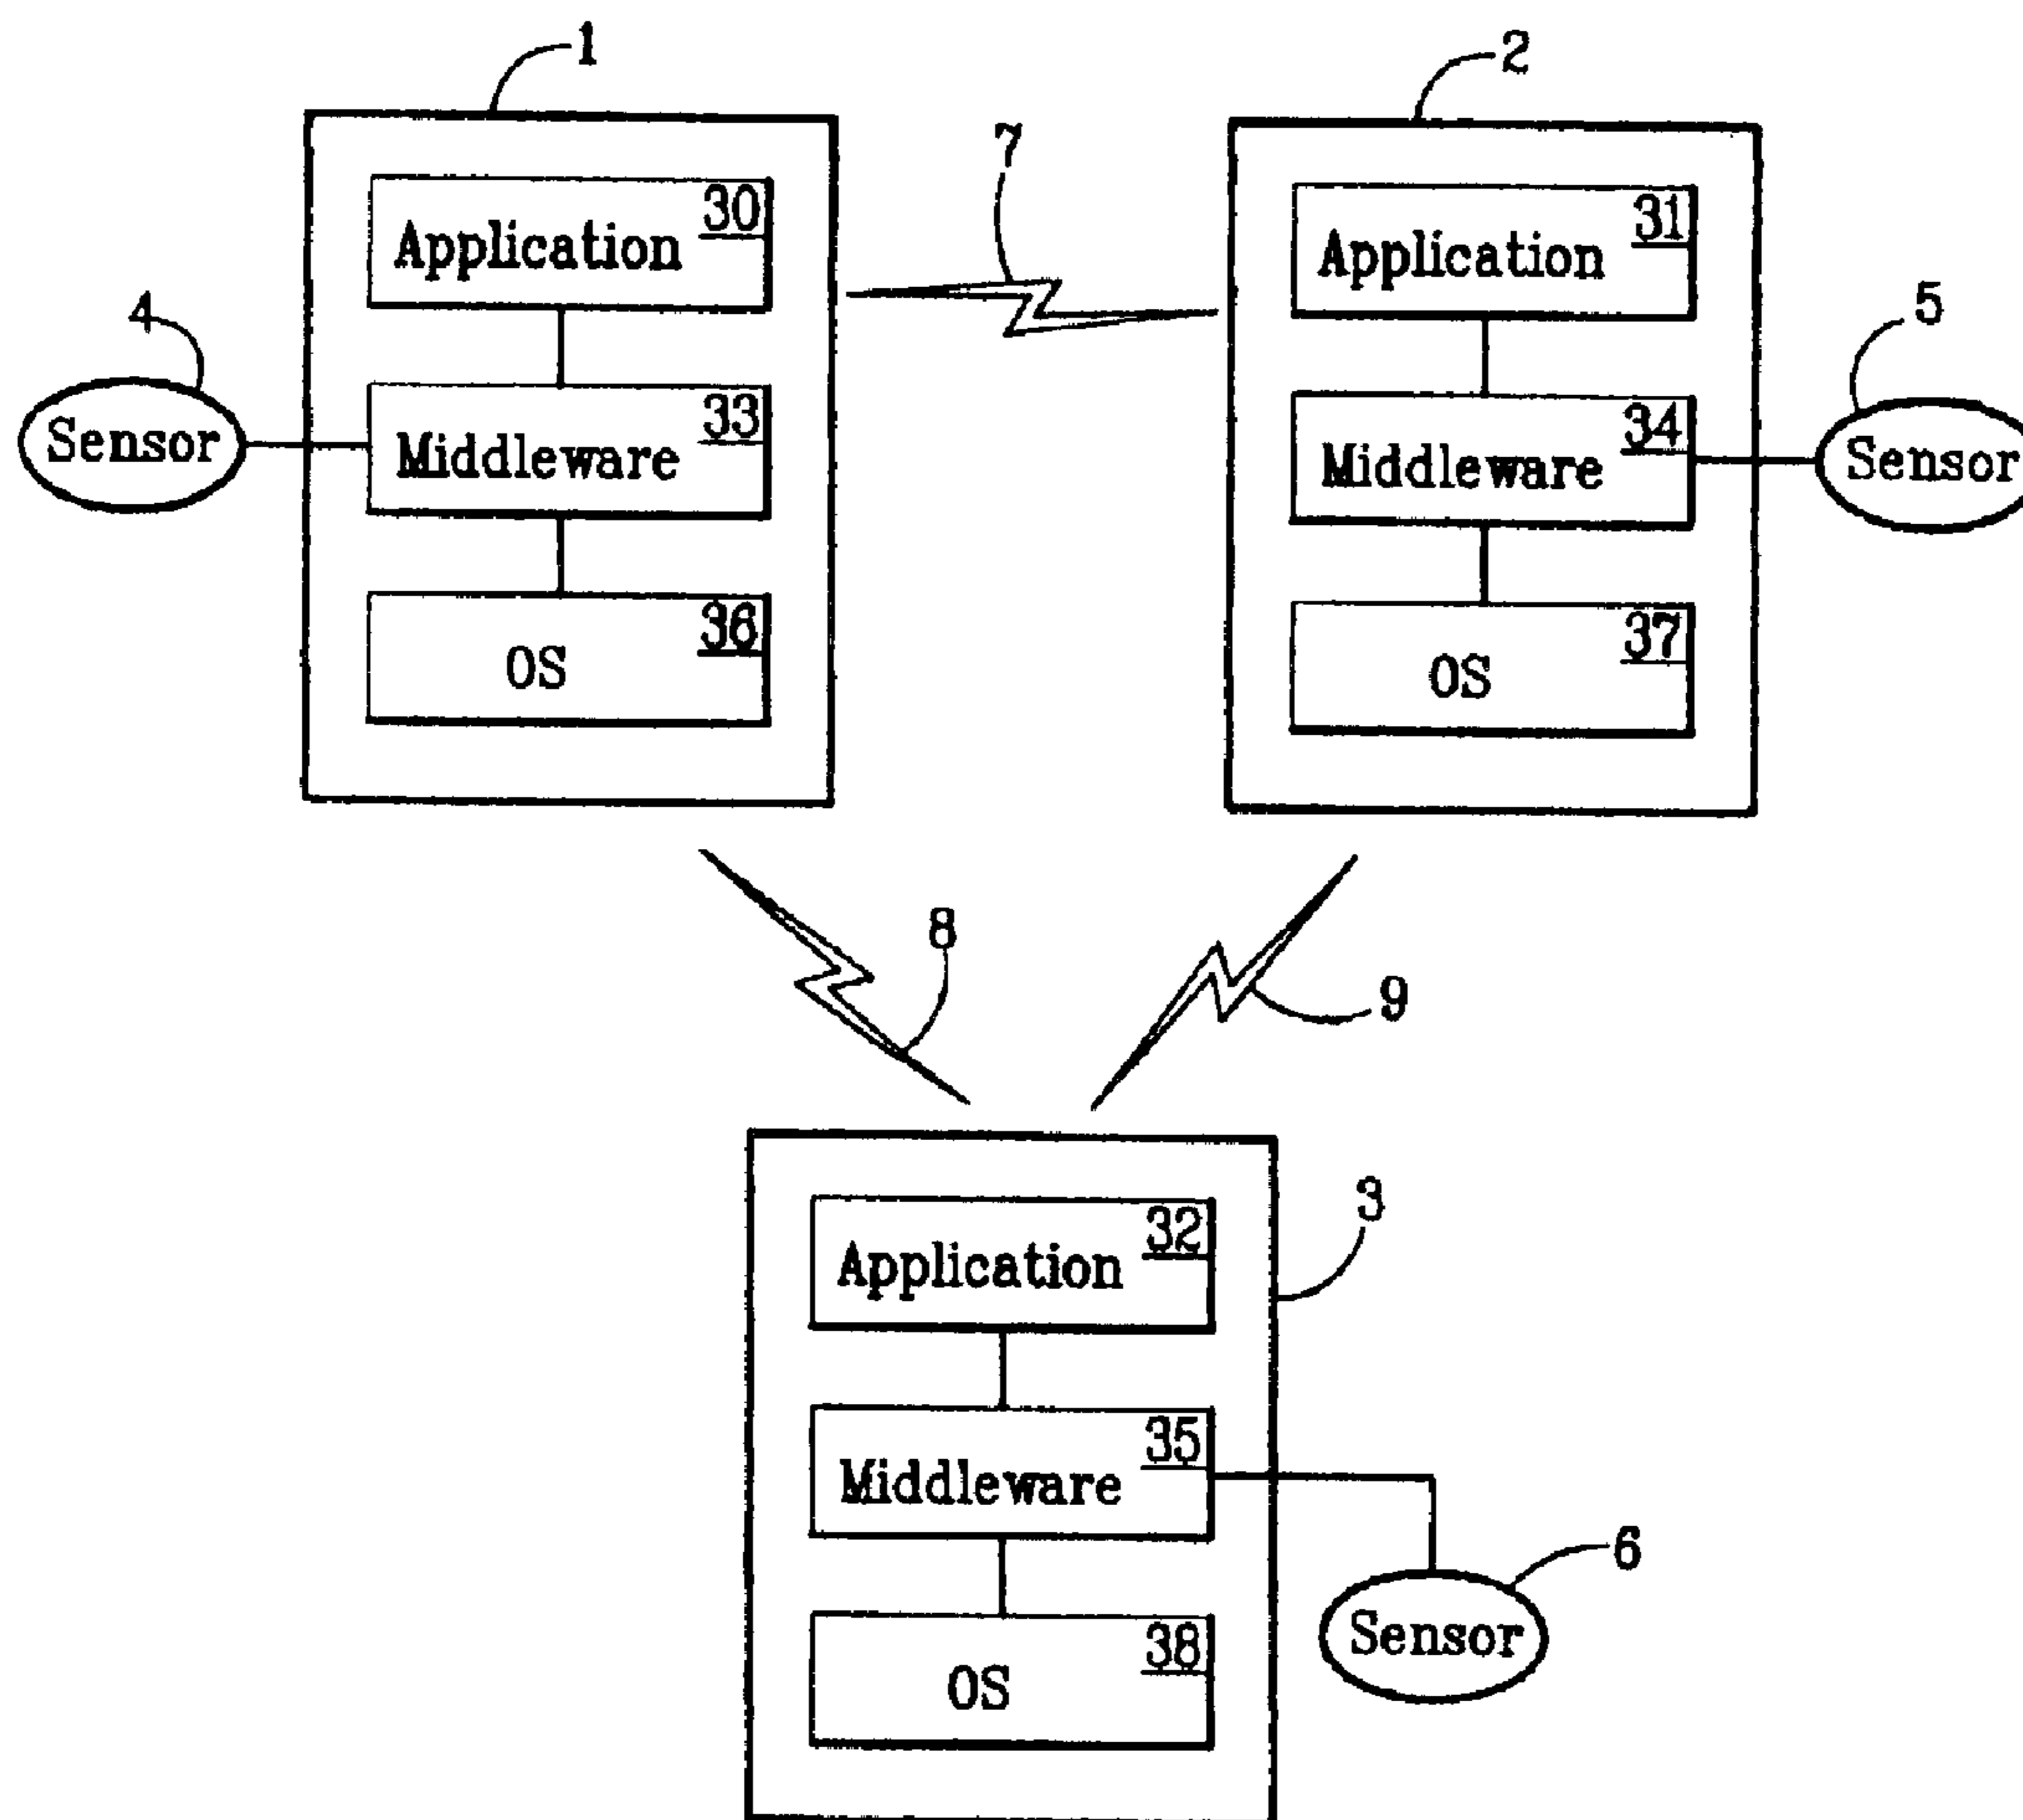 1
2
7
30
Application
31
Application
4
5
Sensor
33
Middleware
34
Middleware
Sensor
36
OS
37
OS
8
9
32
Application
3
35
Middleware
6
Sensor
38
OS